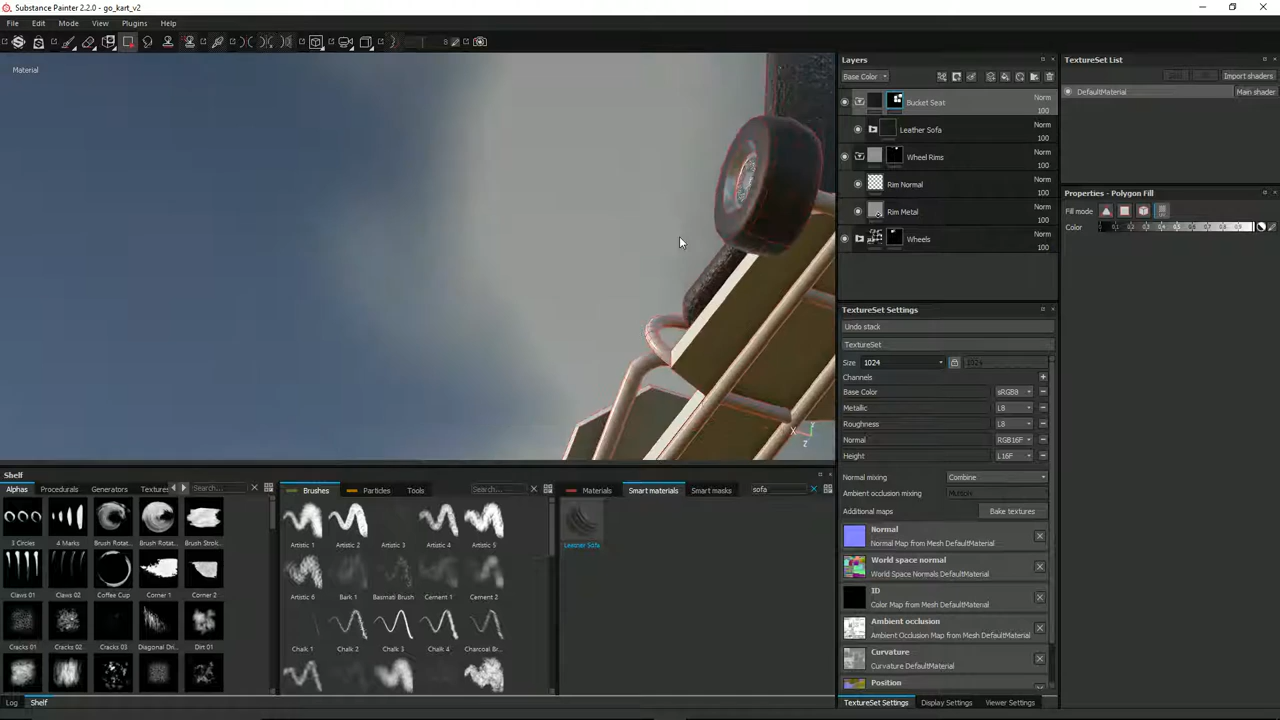 Substance Painter 2.2.0 - go_kart_v2
File Edit Mode View Plugins Help
8
Material
Layers
Base Color
Bucket Seat Norm 100
Leather Sofa Norm 100
Wheel Rims Norm 100
Rim Normal Norm 100
Rim Metal Norm 100
Wheels Norm 100
TextureSet List
Import shaders
DefaultMaterial Main shader
Properties - Polygon Fill
Fill mode
Color
X Y Z
TextureSet Settings
Undo stack
TextureSet
Size 1024 1024
Channels
Base Color sRGB8
Metallic L8
Roughness L8
Normal RGB16F
Height L16F
Normal mixing Combine
Ambient occlusion mixing Multiply
Additional maps Bake textures
Normal
Normal Map from Mesh DefaultMaterial
World space normal
World Space Normals DefaultMaterial
ID
Color Map from Mesh DefaultMaterial
Ambient occlusion
Ambient Occlusion Map from Mesh DefaultMaterial
Curvature
Curvature DefaultMaterial
Position
TextureSet Settings Display Settings Viewer Settings
Shelf
Alphas Procedurals Generators Textures Search...
3 Circles 4 Marks Brush Rotat... Brush Rotat... Brush Strok...
Claws 01 Claws 02 Coffee Cup Corner 1 Corner 2
Cracks 01 Cracks 02 Cracks 03 Diagonal Dri... Dirt 01
Brushes Particles Tools Search...
Artistic 1 Artistic 2 Artistic 3 Artistic 4 Artistic 5
Artistic 6 Bark 1 Basmati Brush Cement 1 Cement 2
Chalk 1 Chalk 2 Chalk 3 Chalk 4 Charcoal Br...
Materials Smart materials Smart masks sofa
Leather Sofa
Log Shelf